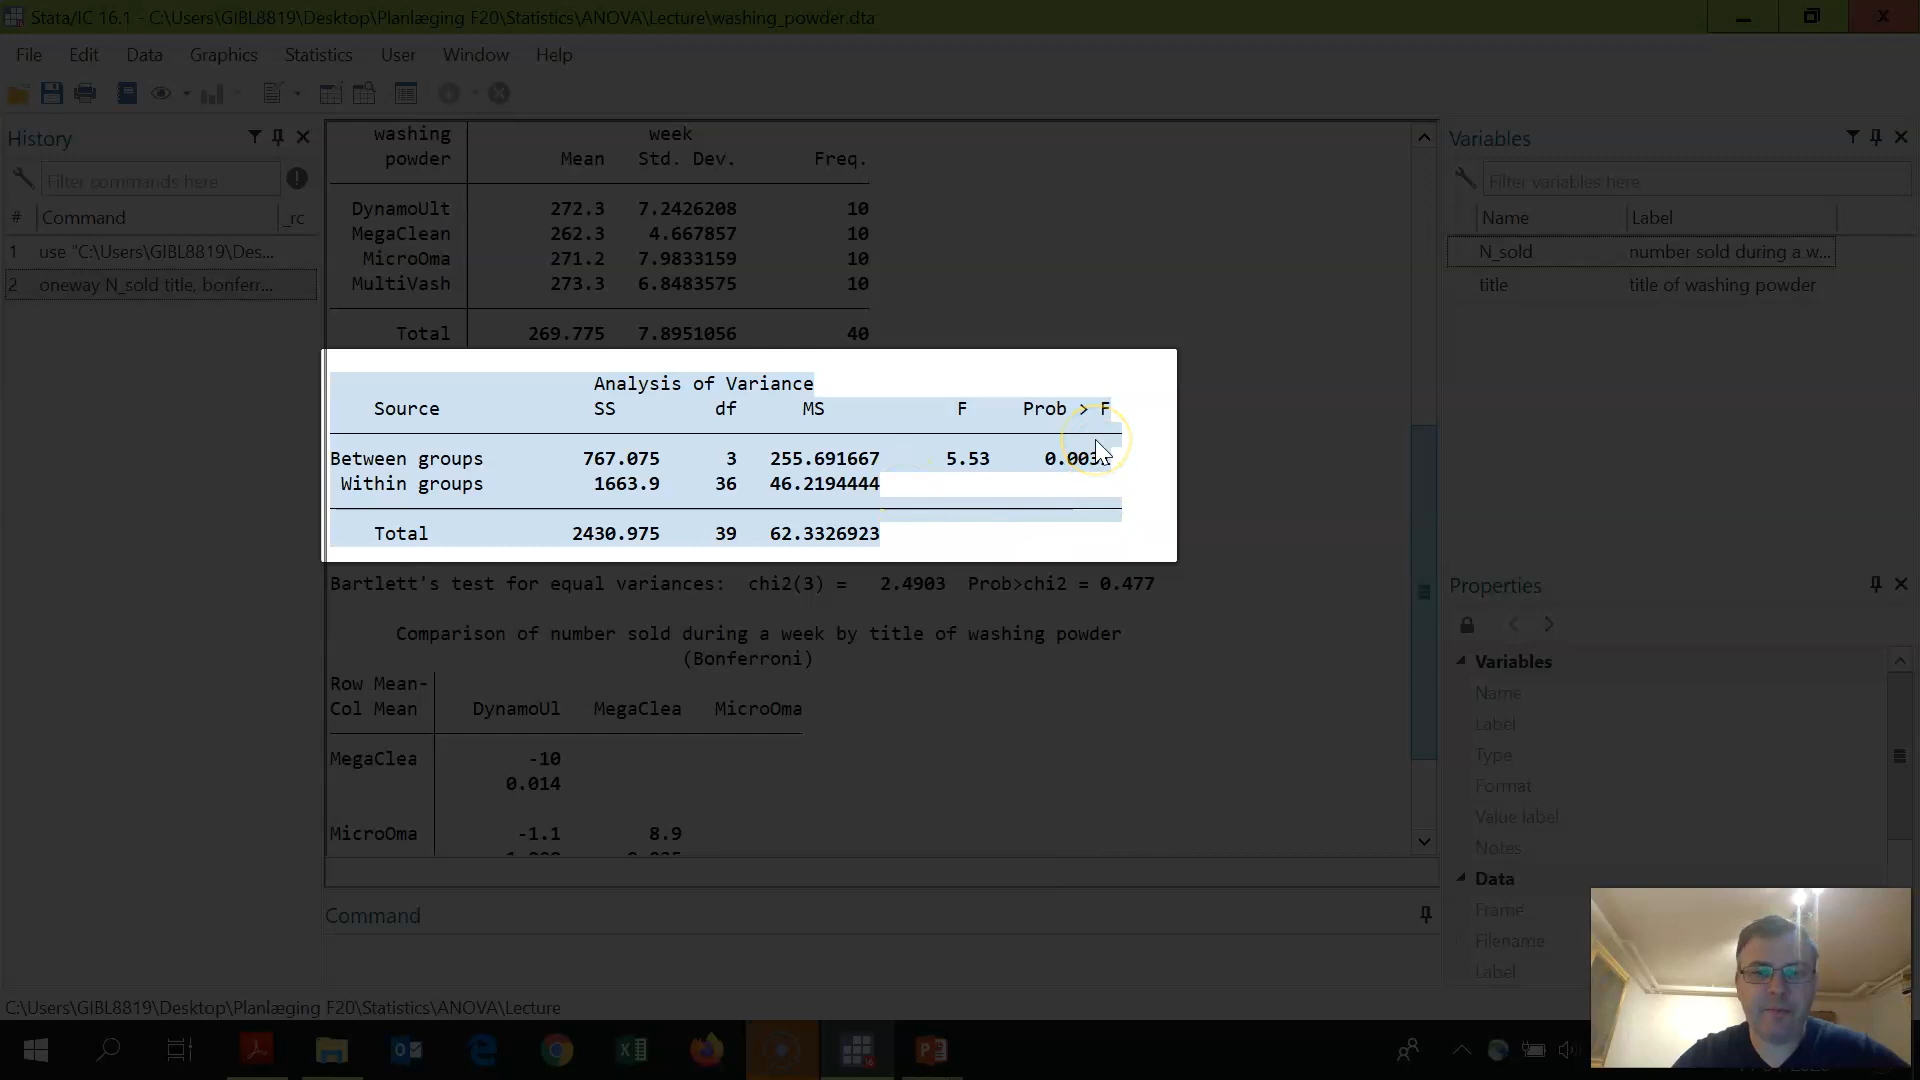 Stata/IC 16.1 - C:\Users\GIBL8819\Desktop\Planlæging F20\Statistics\ANOVA\Lecture\washing_powder.dta
File Edit Data Graphics Statistics User Window Help
History
Filter commands here
# Command _rc
1 use "C:\Users\GIBL8819\Des...
2 oneway N_sold title, bonferr...
washing week
powder Mean Std. Dev. Freq.
DynamoUlt 272.3 7.2426208 10
MegaClean 262.3 4.667857 10
MicroOma 271.2 7.9833159 10
MultiVash 273.3 6.8483575 10
Total 269.775 7.8951056 40
Analysis of Variance
Source SS df MS F Prob > F
Between groups 767.075 3 255.691667 5.53
Within groups 1663.9 36 46.2194444
Total 2430.975 39 62.3326923
Bartlett's test for equal variances: chi2(3) = 2.4903 Prob>chi2 = 0.477
Comparison of number sold during a week by title of washing powder
(Bonferroni)
Row Mean-
Col Mean DynamoUl MegaClea MicroOma
MegaClea -10
0.014
MicroOma -1.1 8.9
Command
C:\Users\GIBL8819\Desktop\Planlæging F20\Statistics\ANOVA\Lecture
Variables
Filter variables here
Name Label
N_sold number sold during a w...
title title of washing powder
Properties
Variables
Name
Label
Type
Format
Value label
Notes
Data
Frame
Filename
Label